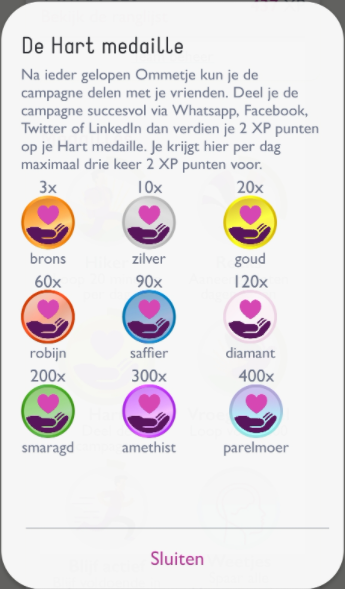 De Hart medaille
Na ieder gelopen Ommetje kun je de
campagne delen met je vrienden. Deel je de
campagne succesvol via Whatsapp, Facebook,
Twitter of LinkedIn dan verdien je 2 XP punten
op je Hart medaille. Je krijgt hier per dag
maximaal drie keer 2 XP punten voor.
3x 10x 20x
brons zilver goud
60x 90x 120x
robijn saffier diamant
200x 300x 400x
smaragd amethist parelmoer
Sluiten